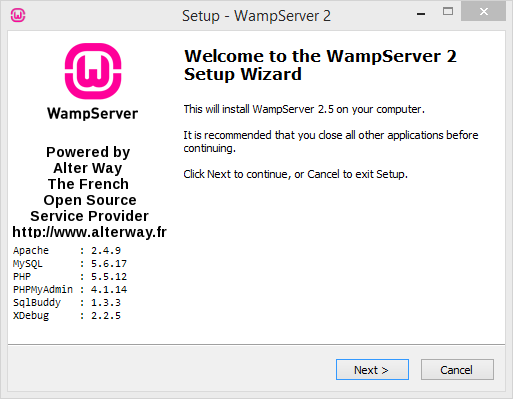 Setup - WampServer 2
WampServer
Powered by
Alter Way
The French
Open Source
Service Provider
http://www.alterway.fr
Apache : 2.4.9
MySQL : 5.6.17
PHP : 5.5.12
PHPMyAdmin : 4.1.14
SqlBuddy : 1.3.3
XDebug : 2.2.5
Welcome to the WampServer 2
Setup Wizard
This will install WampServer 2.5 on your computer.
It is recommended that you close all other applications before
continuing.
Click Next to continue, or Cancel to exit Setup.
Next >
Cancel